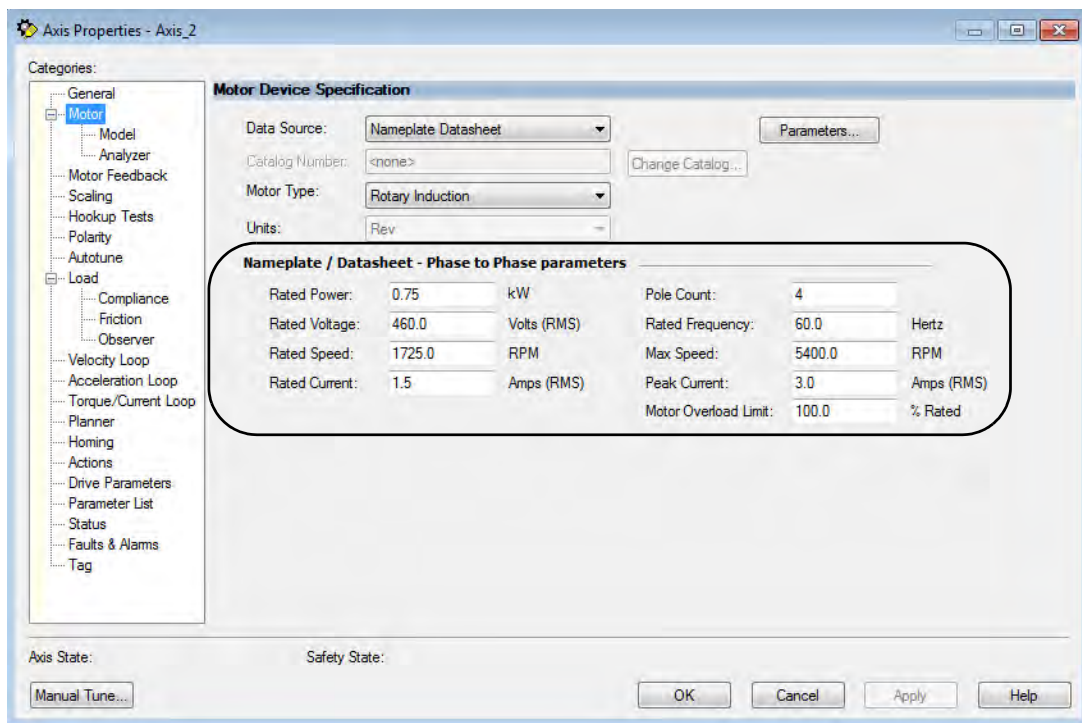 Axis Properties - Axis_2
Categories:
General
Motor
Model
Analyzer
Motor Feedback
Scaling
Hookup Tests
Polarity
Autotune
Load
Compliance
Friction
Observer
Velocity Loop
Acceleration Loop
Torque/Current Loop
Planner
Homing
Actions
Drive Parameters
Parameter List
Status
Faults & Alarms
Tag
Motor Device Specification
Data Source: Nameplate Datasheet Parameters...
Catalog Number: <none> Change Catalog...
Motor Type: Rotary Induction
Units: Rev
Nameplate / Datasheet - Phase to Phase parameters
Rated Power: 0.75 kW Pole Count: 4
Rated Voltage: 460.0 Volts (RMS) Rated Frequency: 60.0 Hertz
Rated Speed: 1725.0 RPM Max Speed: 5400.0 RPM
Rated Current: 1.5 Amps (RMS) Peak Current: 3.0 Amps (RMS)
Motor Overload Limit: 100.0 % Rated
Axis State: Safety State:
Manual Tune... OK Cancel Apply Help